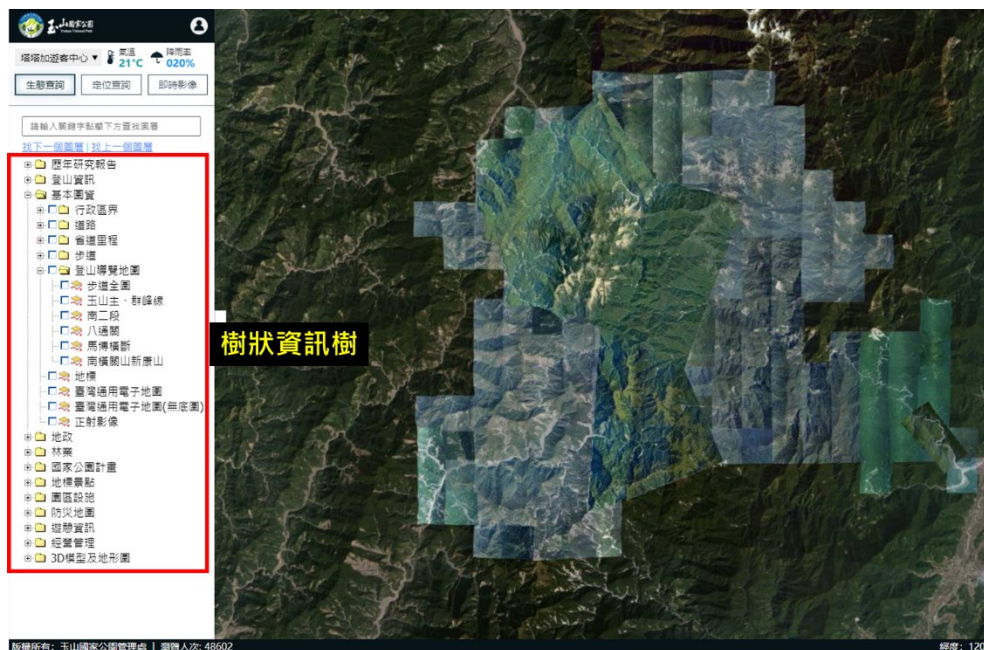 玉山國家公園
Yushan National Park
塔塔加遊客中心 ▼ 氣溫 21°C 降雨率 020%
生態查詢 定位查詢 即時影像
請輸入關鍵字點擊下方查找圖層
找下一個圖層 | 找上一個圖層
歷年研究報告
登山資訊
基本圖資
行政區界
道路
省道里程
步道
登山導覽地圖
步道全圖
玉山主、群峰線
南二段
八通關
馬博橫斷
南橫關山新康山
地標
臺灣通用電子地圖
臺灣通用電子地圖(無底圖)
正射影像
地政
林業
國家公園計畫
地標景點
園區設施
防災地圖
遊憩資訊
經營管理
3D模型及地形圖
樹狀資訊樹
版權所有：玉山國家公園管理處 | 瀏覽人次: 48602
經度：120